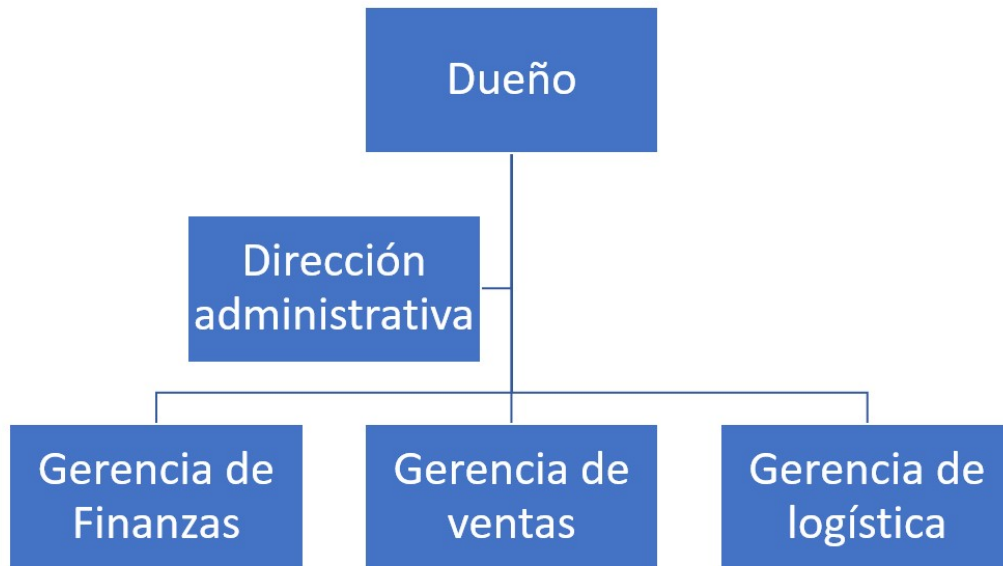 Dueño
Dirección
administrativa
Gerencia de
Finanzas
Gerencia de
ventas
Gerencia de
logística